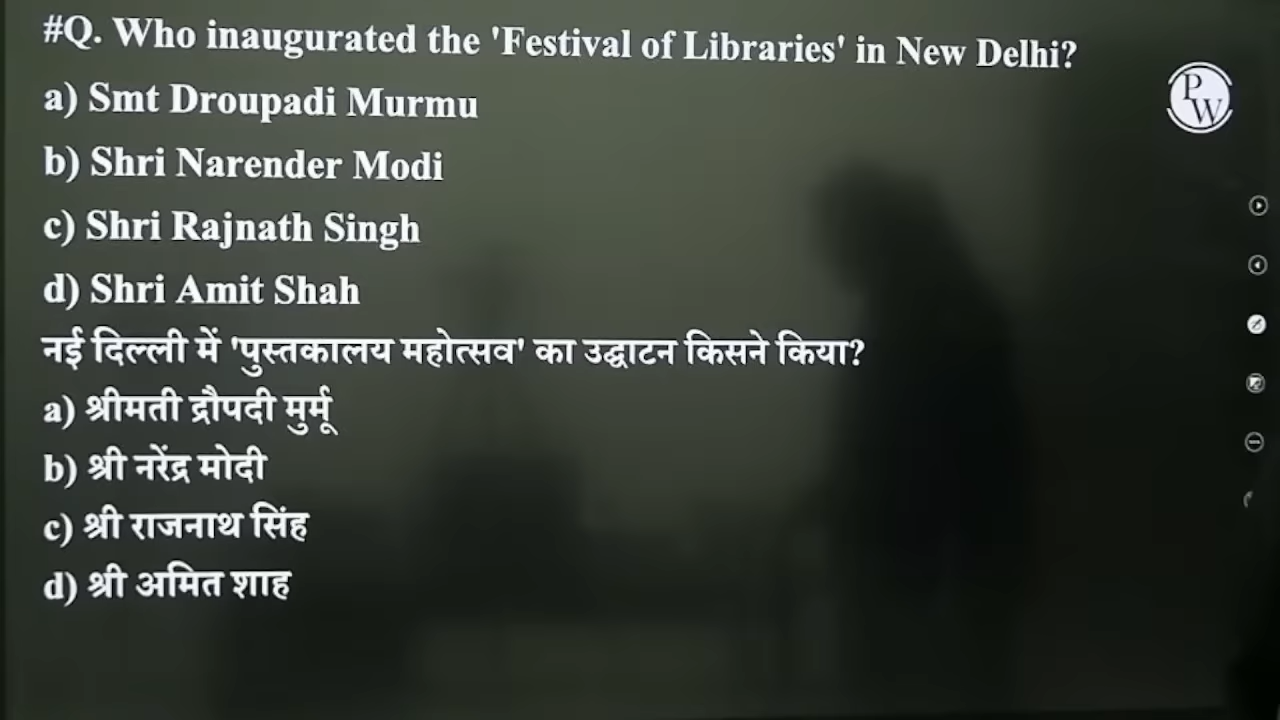 #Q. Who inaugurated the 'Festival of Libraries' in New Delhi?
a) Smt Droupadi Murmu
b) Shri Narender Modi
c) Shri Rajnath Singh
d) Shri Amit Shah
नई दिल्ली में 'पुस्तकालय महोत्सव' का उद्घाटन किसने किया?
a) श्रीमती द्रौपदी मुर्मू
b) श्री नरेंद्र मोदी
c) श्री राजनाथ सिंह
d) श्री अमित शाह
PW